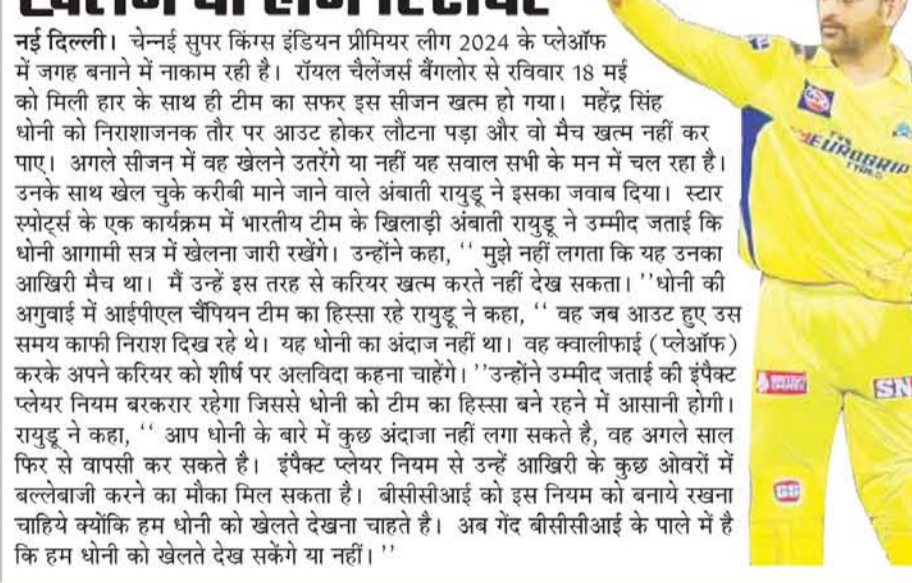 नई दिल्ली। चेन्नई सुपर किंग्स इंडियन प्रीमियर लीग 2024 के प्लेऑफ
में जगह बनाने में नाकाम रही है। रॉयल चैलेंजर्स बैंगलोर से रविवार 18 मई
को मिली हार के साथ ही टीम का सफर इस सीजन खत्म हो गया। महेंद्र सिंह
धोनी को निराशाजनक तौर पर आउट होकर लौटना पड़ा और वो मैच खत्म नहीं कर
पाए। अगले सीजन में वह खेलने उतरेंगे या नहीं यह सवाल सभी के मन में चल रहा है।
उनके साथ खेल चुके करीबी माने जाने वाले अंबाती रायुडू ने इसका जवाब दिया। स्टार
स्पोर्ट्स के एक कार्यक्रम में भारतीय टीम के खिलाड़ी अंबाती रायुडू ने उम्मीद जताई कि
धोनी आगामी सत्र में खेलना जारी रखेंगे। उन्होंने कहा, '' मुझे नहीं लगता कि यह उनका
आखिरी मैच था। मैं उन्हें इस तरह से करियर खत्म करते नहीं देख सकता। ''धोनी की
अगुवाई में आईपीएल चैंपियन टीम का हिस्सा रहे रायुडू ने कहा, '' वह जब आउट हुए उस
समय काफी निराश दिख रहे थे। यह धोनी का अंदाज नहीं था। वह क्वालीफाई (प्लेऑफ)
करके अपने करियर को शीर्ष पर अलविदा कहना चाहेंगे। ''उन्होंने उम्मीद जताई की इंपैक्ट
प्लेयर नियम बरकरार रहेगा जिससे धोनी को टीम का हिस्सा बने रहने में आसानी होगी।
रायुडू ने कहा, '' आप धोनी के बारे में कुछ अंदाजा नहीं लगा सकते है, वह अगले साल
फिर से वापसी कर सकते है। इंपैक्ट प्लेयर नियम से उन्हें आखिरी के कुछ ओवरों में
बल्लेबाजी करने का मौका मिल सकता है। बीसीसीआई को इस नियम को बनाये रखना
चाहिये क्योंकि हम धोनी को खेलते देखना चाहते है। अब गेंद बीसीसीआई के पाले में है
कि हम धोनी को खेलते देख सकेंगे या नहीं। ''
EUROGRIP
SN
GS